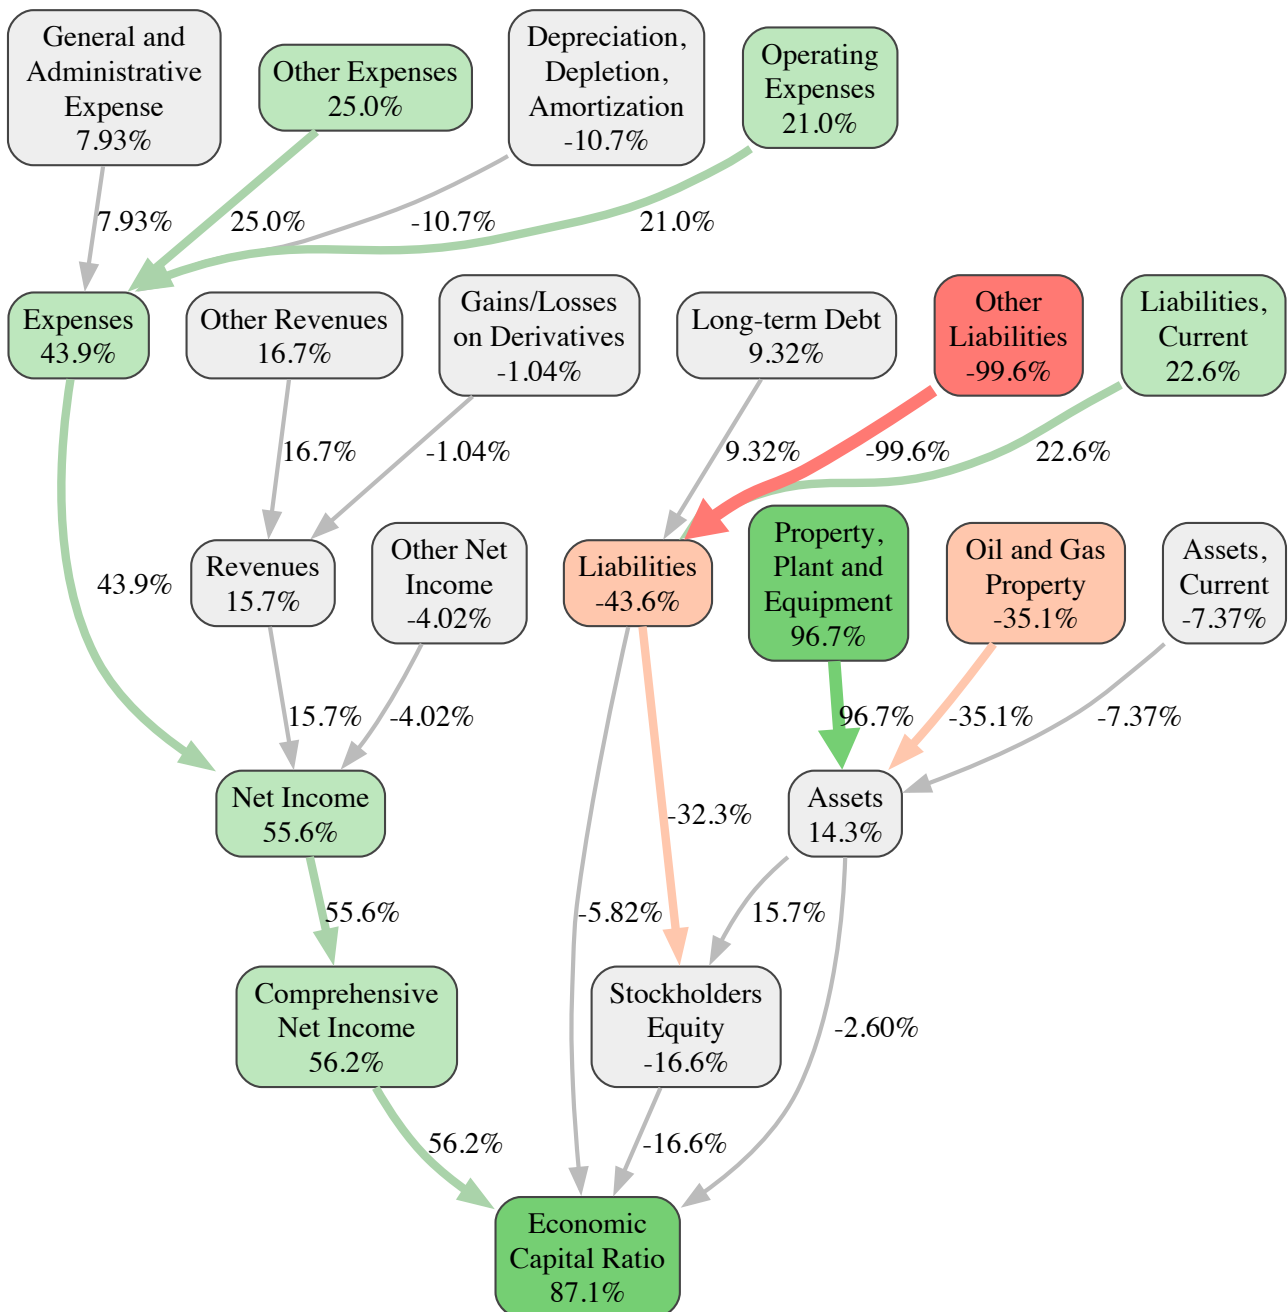 General and
Administrative
Expense
7.93%
Other Expenses
25.0%
Depreciation,
Depletion,
Amortization
-10.7%
Operating
Expenses
21.0%
7.93%
25.0%
-10.7%
21.0%
Expenses
43.9%
Other Revenues
16.7%
Gains/Losses
on Derivatives
-1.04%
Long-term Debt
9.32%
Other
Liabilities
-99.6%
Liabilities,
Current
22.6%
16.7%
-1.04%
9.32%
-99.6%
22.6%
43.9%
Revenues
15.7%
Other Net
Income
-4.02%
Liabilities
-43.6%
Property,
Plant and
Equipment
96.7%
Oil and Gas
Property
-35.1%
Assets,
Current
-7.37%
15.7%
-4.02%
96.7%
-35.1%
-7.37%
Net Income
55.6%
-32.3%
Assets
14.3%
55.6%
-5.82%
15.7%
Comprehensive
Net Income
56.2%
Stockholders
Equity
-16.6%
-2.60%
56.2%
-16.6%
Economic
Capital Ratio
87.1%